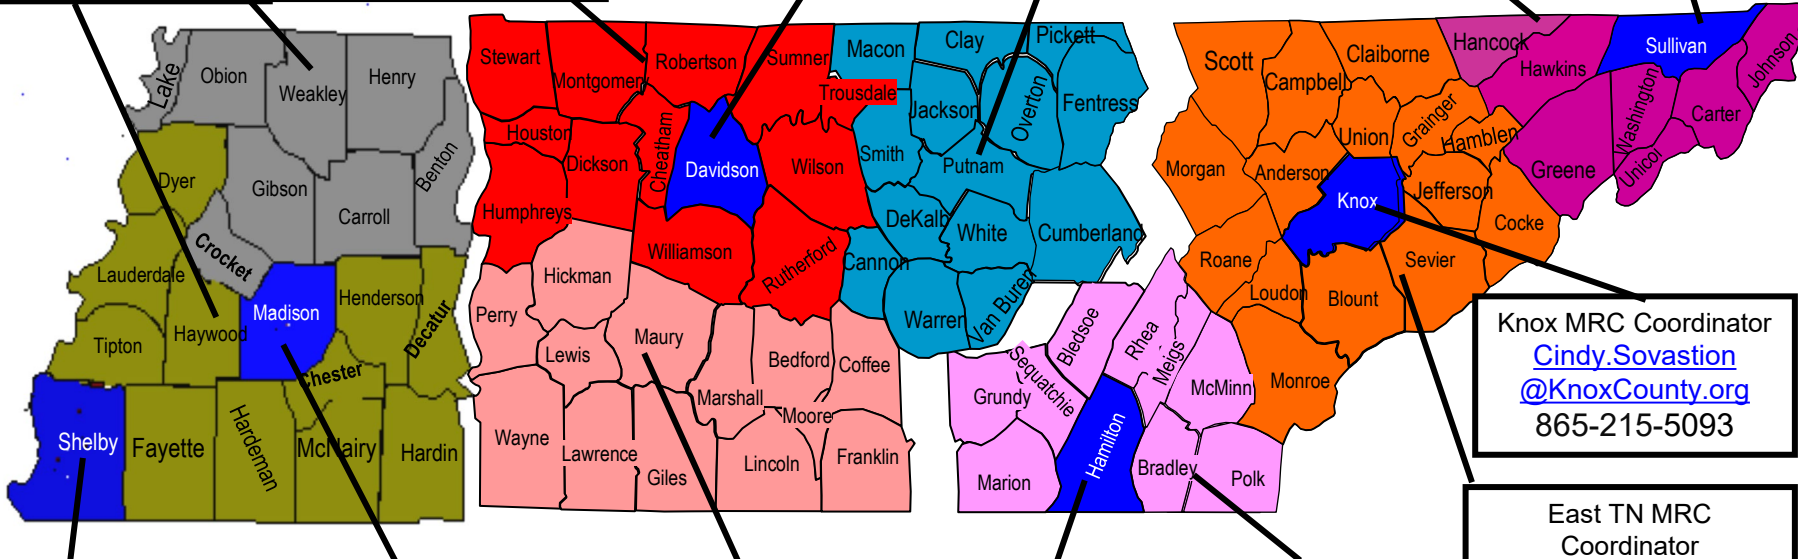 Lake
Obion
Weakley
Henry
Dyer
Gibson
Carroll
Benton
Crocket
Lauderdale
Haywood
Madison
Henderson
Decatur
Tipton
Chester
Shelby
Fayette
Hardeman
McNairy
Hardin
Stewart
Montgomery
Robertson
Sumner
Trousdale
Houston
Dickson
Cheatham
Davidson
Wilson
Humphreys
Williamson
Rutherford
Hickman
Perry
Lewis
Maury
Bedford
Coffee
Marshall
Moore
Wayne
Lawrence
Giles
Lincoln
Franklin
Macon
Clay
Pickett
Jackson
Overton
Fentress
Smith
Putnam
DeKalb
White
Cumberland
Cannon
Warren
Van Buren
Bledsoe
Rhea
Meigs
Sequatchie
Grundy
McMinn
Marion
Hamilton
Bradley
Polk
Scott
Campbell
Claiborne
Union
Grainger
Hamblen
Morgan
Anderson
Knox
Jefferson
Cocke
Roane
Loudon
Blount
Sevier
Monroe
Hancock
Hawkins
Sullivan
Johnson
Washington
Carter
Greene
Unicoi
Knox MRC Coordinator
Cindy.Sovastion
@KnoxCounty.org
865-215-5093
East TN MRC
Coordinator